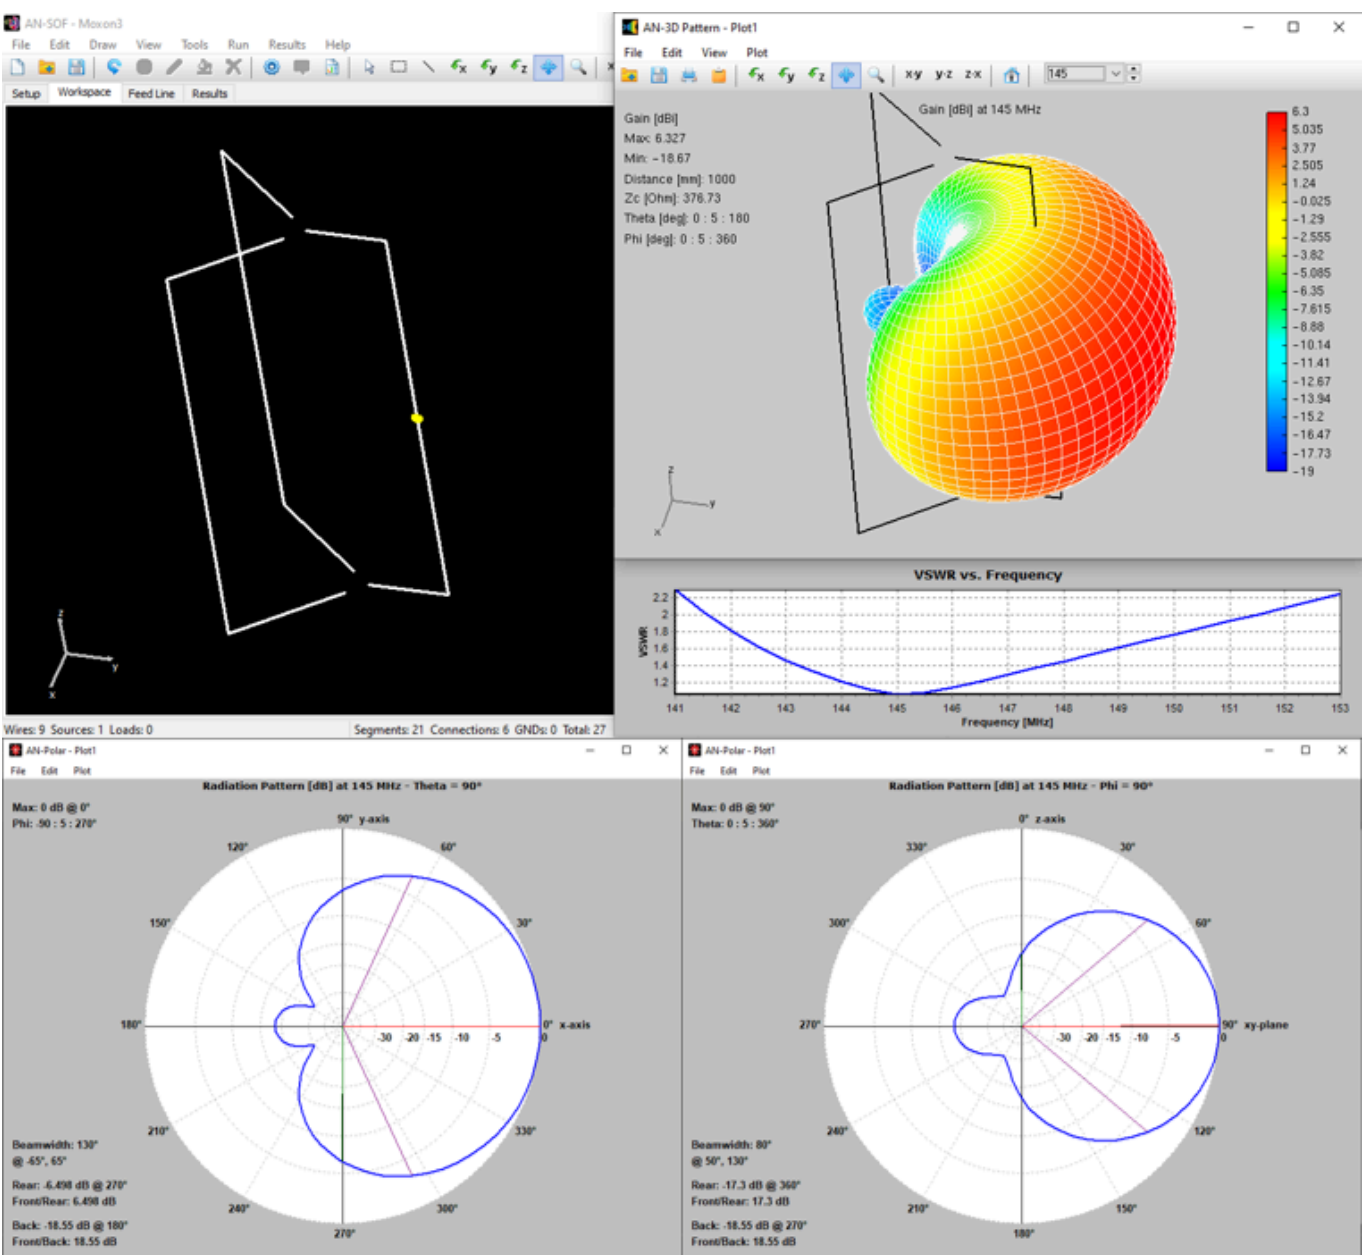 AN-SOF - Moxon3
File Edit Draw View Tools Run Results Help
Setup Workspace Feed Line Results
z
y
x
Wires: 9 Sources: 1 Loads: 0 Segments: 21 Connections: 6 GNDs: 0 Total: 27
AN-3D Pattern - Plot1
File Edit View Plot
x-y y-z z-x 145
Gain [dBi] at 145 MHz
Gain [dBi]
Max: 6.327
Min: -18.67
Distance [mm]: 1000
Zc [Ohm]: 376.73
Theta [deg]: 0 : 5 : 180
Phi [deg]: 0 : 5 : 360
6.3
5.035
3.77
2.505
1.24
-0.025
-1.29
-2.555
-3.82
-5.085
-6.35
-7.615
-8.88
-10.14
-11.41
-12.67
-13.94
-15.2
-16.47
-17.73
-19
z
y
x
VSWR vs. Frequency
VSWR
2.2
2
1.8
1.6
1.4
1.2
141 142 143 144 145 146 147 148 149 150 151 152 153
Frequency [MHz]
AN-Polar - Plot1
File Edit Plot
Radiation Pattern [dB] at 145 MHz - Theta = 90°
Max: 0 dB @ 0°
Phi: -90 : 5 : 270°
90° y-axis
120° 60°
150° 30°
180° 0° x-axis
-30 -20 -15 -10 -5 0
210° 330°
240° 300°
270°
Beamwidth: 130°
@ -65°, 65°
Rear: -6.498 dB @ 270°
Front/Rear: 6.498 dB
Back: -18.55 dB @ 180°
Front/Back: 18.55 dB
AN-Polar - Plot1
File Edit Plot
Radiation Pattern [dB] at 145 MHz - Phi = 90°
Max: 0 dB @ 90°
Theta: 0 : 5 : 360°
0° z-axis
330° 30°
300° 60°
270° 90° xy-plane
-30 -20 -15 -10 -5 0
240° 120°
210° 150°
180°
Beamwidth: 80°
@ 50°, 130°
Rear: -17.3 dB @ 360°
Front/Rear: 17.3 dB
Back: -18.55 dB @ 270°
Front/Back: 18.55 dB